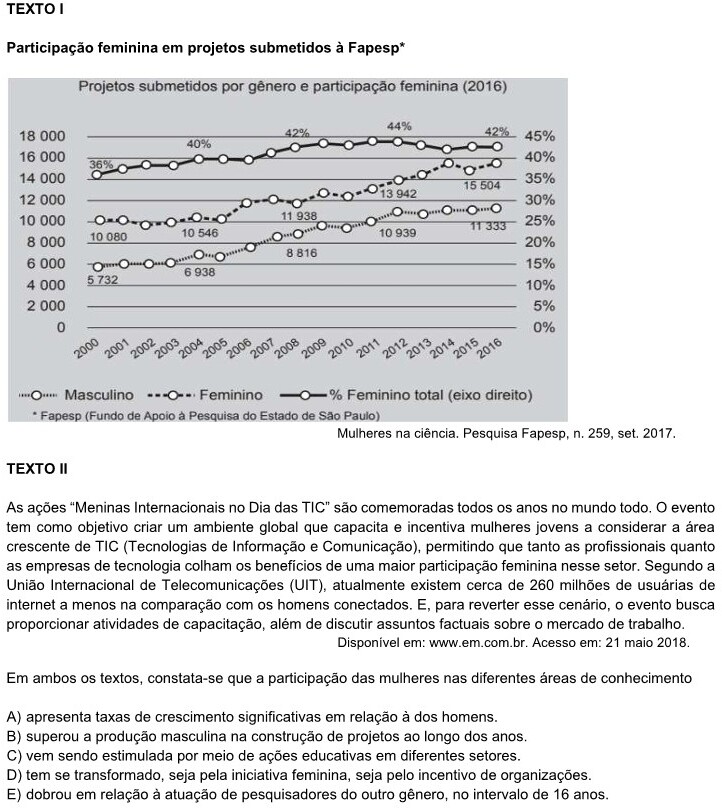 TEXTO I
Participação feminina em projetos submetidos à Fapesp*
Projetos submetidos por gênero e participação feminina (2016)
18 000
16 000
14 000
12 000
10 000
8 000
6 000
4 000
2 000
0
36%
40%
42%
44%
42%
10 080
10 546
11 938
13 942
15 504
5 732
6 938
8 816
10 939
11 333
45%
40%
35%
30%
25%
20%
15%
10%
5%
0%
2000 2001 2002 2003 2004 2005 2006 2007 2008 2009 2010 2011 2012 2013 2014 2015 2016
Masculino Feminino % Feminino total (eixo direito)
* Fapesp (Fundo de Apoio à Pesquisa do Estado de São Paulo)
Mulheres na ciência. Pesquisa Fapesp, n. 259, set. 2017.
TEXTO II
As ações “Meninas Internacionais no Dia das TIC” são comemoradas todos os anos no mundo todo. O evento
tem como objetivo criar um ambiente global que capacita e incentiva mulheres jovens a considerar a área
crescente de TIC (Tecnologias de Informação e Comunicação), permitindo que tanto as profissionais quanto
as empresas de tecnologia colham os benefícios de uma maior participação feminina nesse setor. Segundo a
União Internacional de Telecomunicações (UIT), atualmente existem cerca de 260 milhões de usuárias de
internet a menos na comparação com os homens conectados. E, para reverter esse cenário, o evento busca
proporcionar atividades de capacitação, além de discutir assuntos factuais sobre o mercado de trabalho.
Disponível em: www.em.com.br. Acesso em: 21 maio 2018.
Em ambos os textos, constata-se que a participação das mulheres nas diferentes áreas de conhecimento
A) apresenta taxas de crescimento significativas em relação à dos homens.
B) superou a produção masculina na construção de projetos ao longo dos anos.
C) vem sendo estimulada por meio de ações educativas em diferentes setores.
D) tem se transformado, seja pela iniciativa feminina, seja pelo incentivo de organizações.
E) dobrou em relação à atuação de pesquisadores do outro gênero, no intervalo de 16 anos.